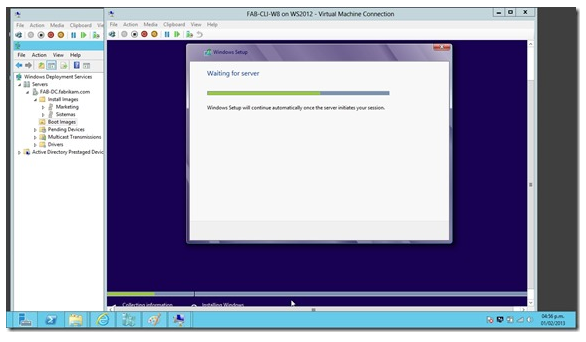 FAB-CLI-W8 on WS2012 - Virtual Machine Connection
File Action Media Clipboard
File Action Media Clipboard View Help
File Action View Help
Windows Deployment Services
Servers
FAB-DC.fabrikam.com
Install Images
Marketing
Sistemas
Boot Images
Pending Devices
Multicast Transmissions
Drivers
Active Directory Prestaged Devic
Windows Setup
Waiting for server
Windows Setup will continue automatically once the server initiates your session.
Collecting information
Installing Windows
04:56 p.m.
01/02/2013